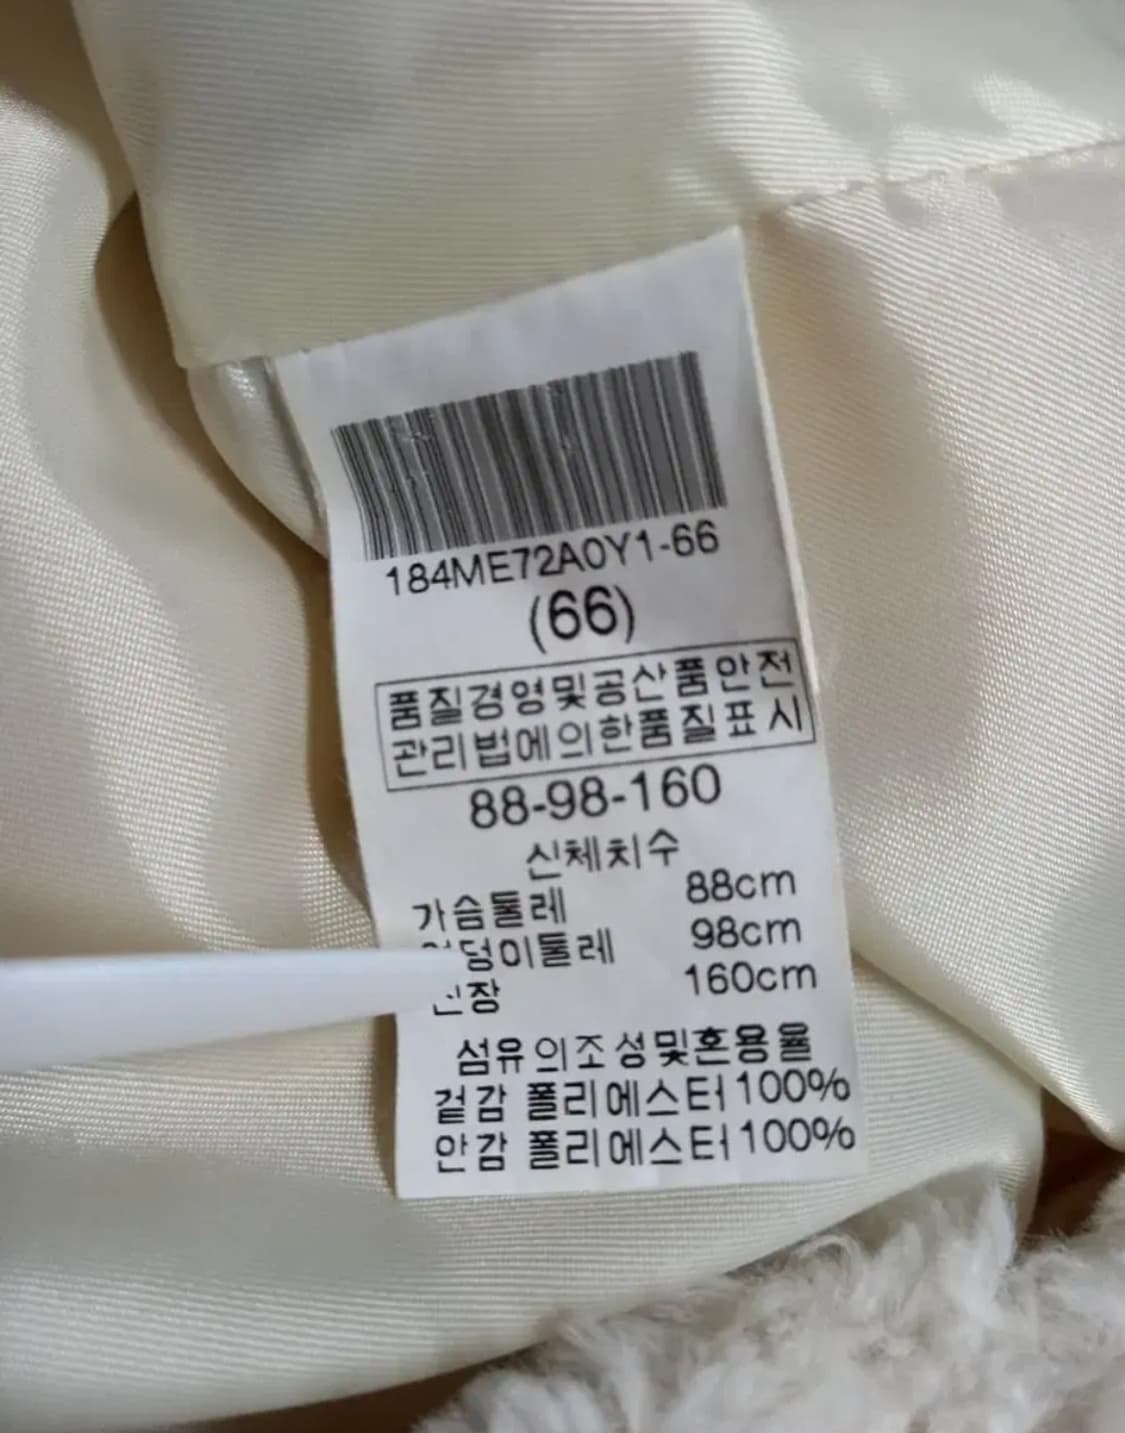 184ME72A0Y1-66
(66)
품질경영및공산품안전
관리법에의한품질표시
88-98-160
신체치수
가슴둘레 88cm
98cm
160cm
섬유의조성및혼용율
겉감 폴리에스터100%
안감 폴리에스터100%